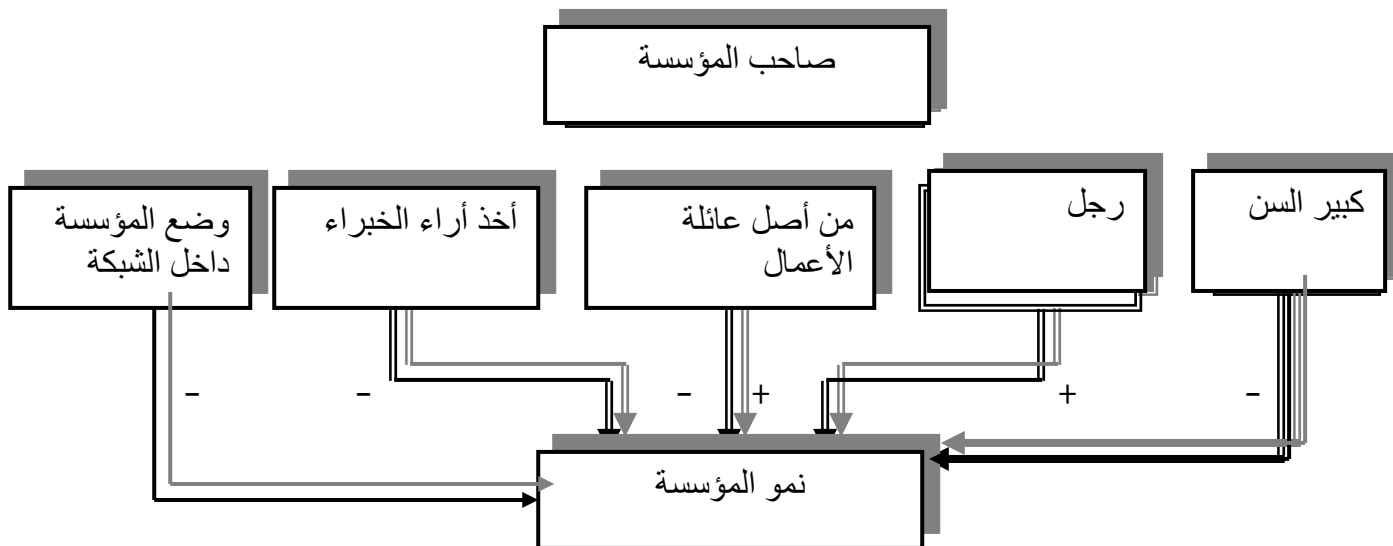 صاحب المؤسسة
كبير السن
رجل
من أصل عائلة
الأعمال
أخذ أراء الخبراء
وضع المؤسسة
داخل الشبكة
-
+
+
-
-
-
نمو المؤسسة